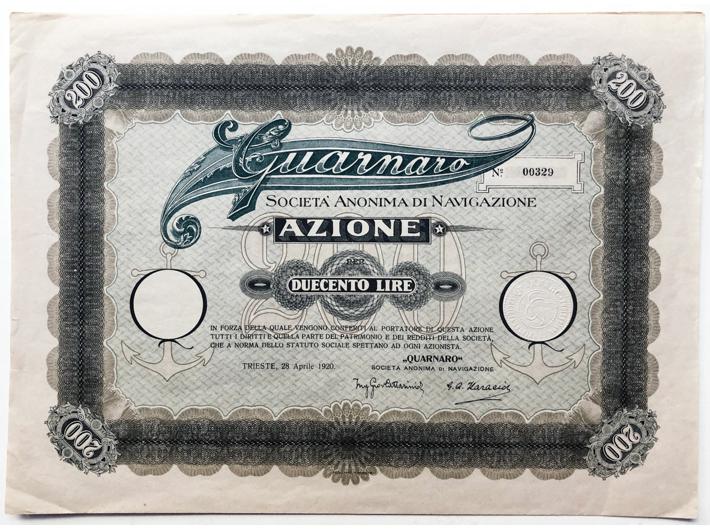 200
200
Quarnaro
Nº 00329
SOCIETÀ ANONIMA DI NAVIGAZIONE
AZIONE
PER
200
DUECENTO LIRE
IN FORZA DELLA QUALE VENGONO CONFERITI AL PORTATORE DI QUESTA AZIONE
TUTTI I DIRITTI E QUELLA PARTE DEL PATRIMONIO E DEI REDDITI DELLA SOCIETÀ,
CHE A NORMA DELLO STATUTO SOCIALE SPETTANO AD OGNI AZIONISTA.
„QUARNARO“
SOCIETÀ ANONIMA DI NAVIGAZIONE
TRIESTE, 28 Aprile 1920.
200
200